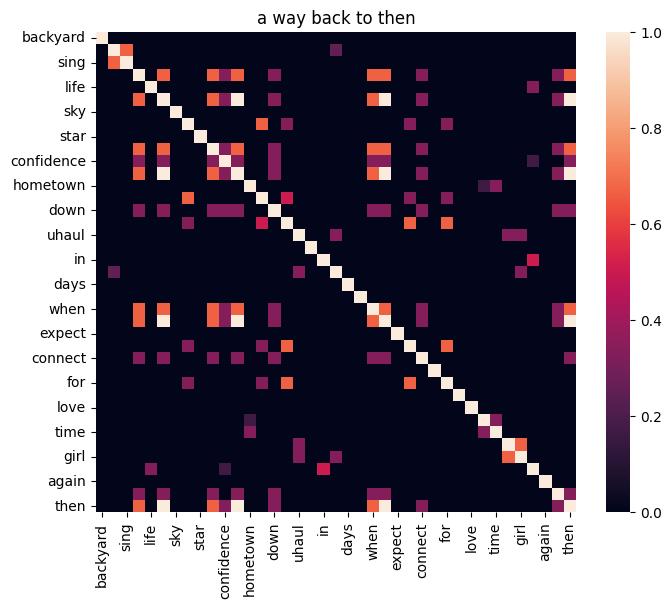 a way back to then
backyard
sing
life
sky
star
confidence
hometown
down
uhaul
in
days
when
expect
connect
for
love
time
girl
again
then
1.0
0.8
0.6
0.4
0.2
0.0
backyard
sing
life
sky
star
confidence
hometown
down
uhaul
in
days
when
expect
connect
for
love
time
girl
again
then